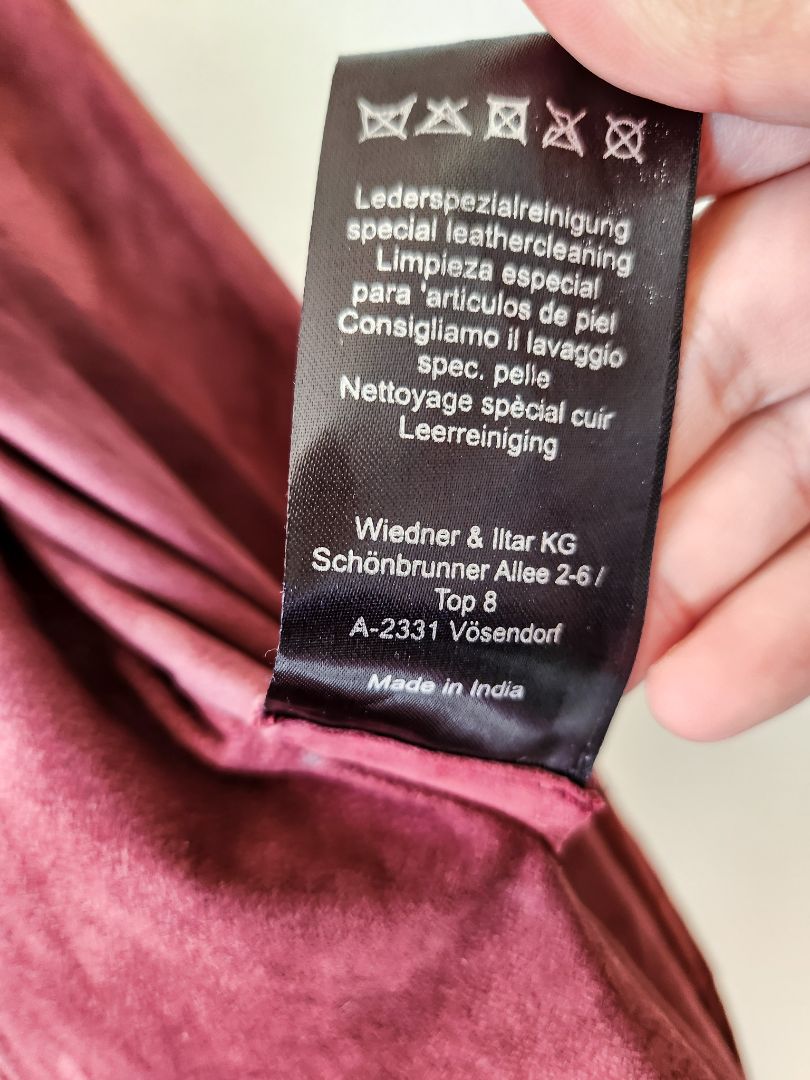 Lederspezialreinigung
special leathercleaning
Limpieza especial
para 'articulos de piel
Consigliamo il lavaggio
spec. pelle
Nettoyage spècial cuir
Leerreiniging
Wiedner & Iltar KG
Schönbrunner Allee 2-6 /
Top 8
A-2331 Vösendorf
Made in India